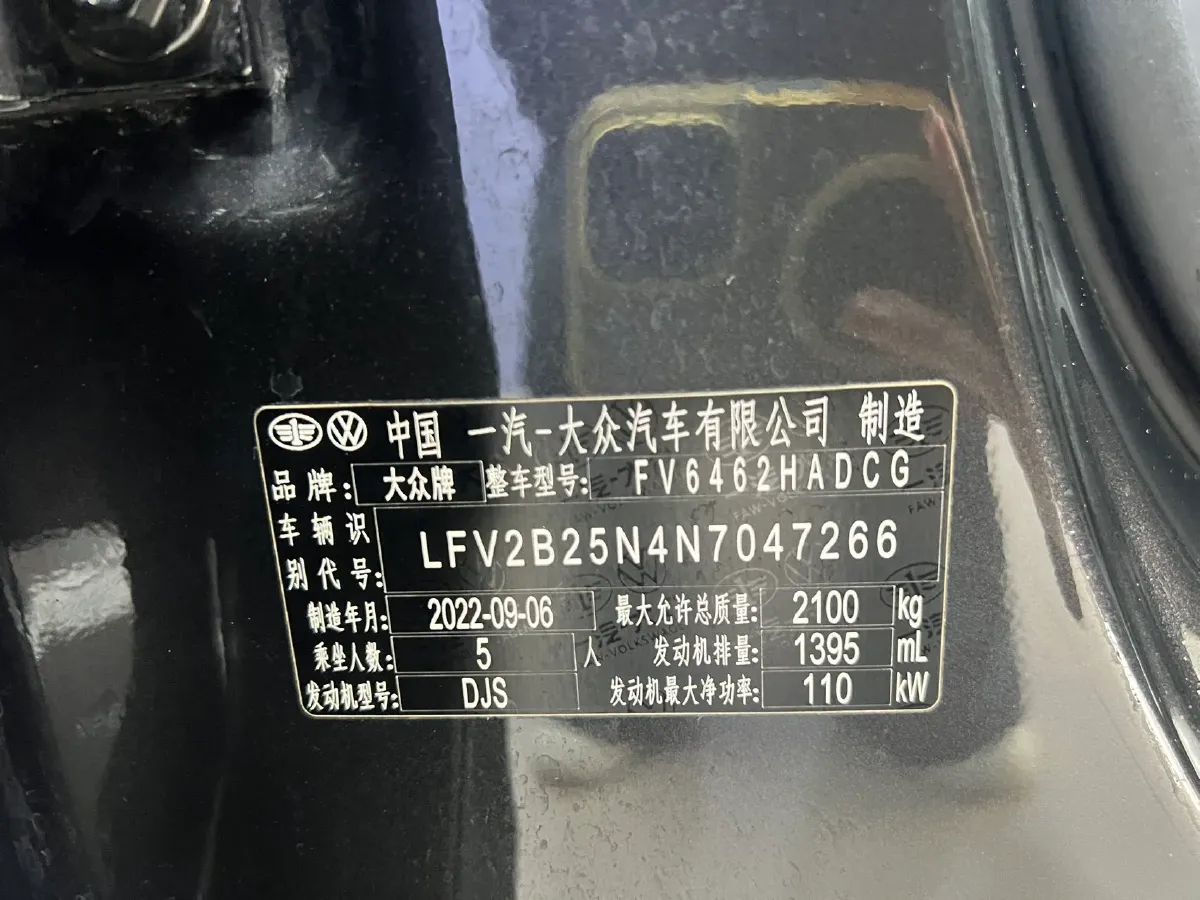 中国 一汽-大众汽车有限公司 制造
品牌: 大众牌 整车型号: FV6462HADCG
车辆识别代号: LFV2B25N4N7047266
制造年月: 2022-09-06 最大允许总质量: 2100 kg
乘坐人数: 5 人 发动机排量: 1395 mL
发动机型号: DJS 发动机最大净功率: 110 kW